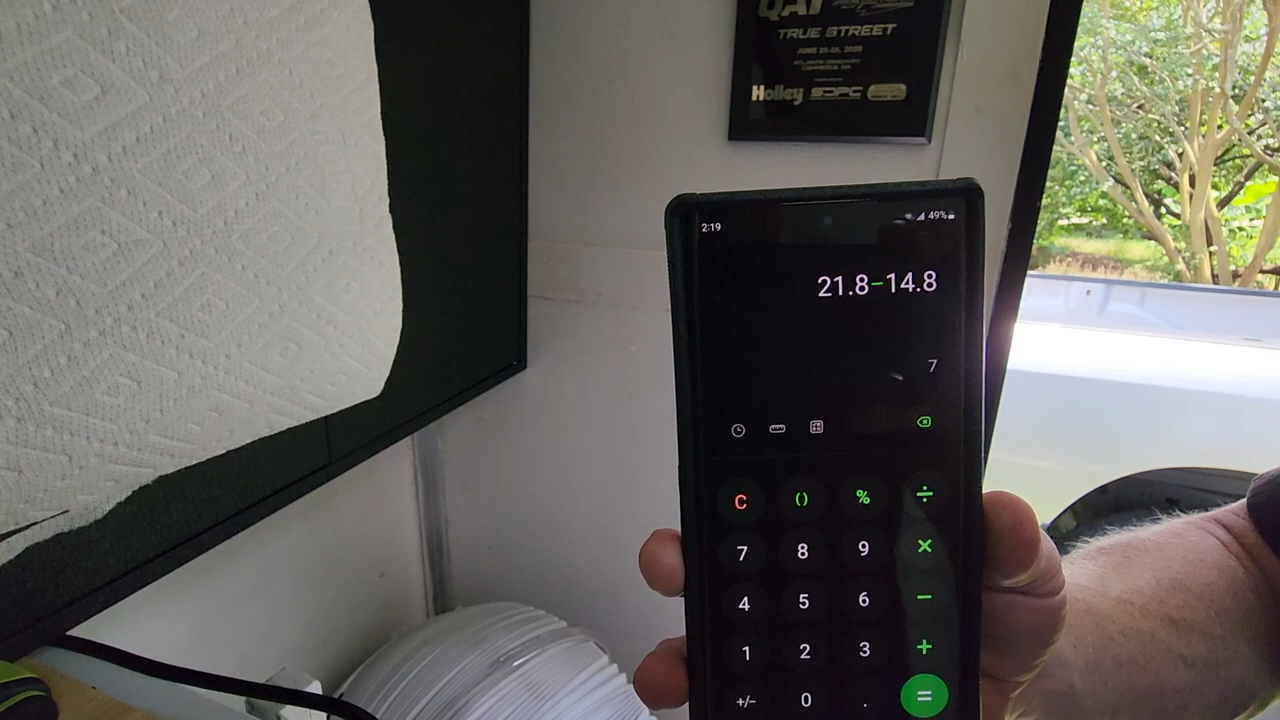 TRUE STREET
Holley SDPC
2:19
49%
21.8-14.8
7
C ( ) % ÷
7 8 9 ×
4 5 6 −
1 2 3 +
+/− 0 . =